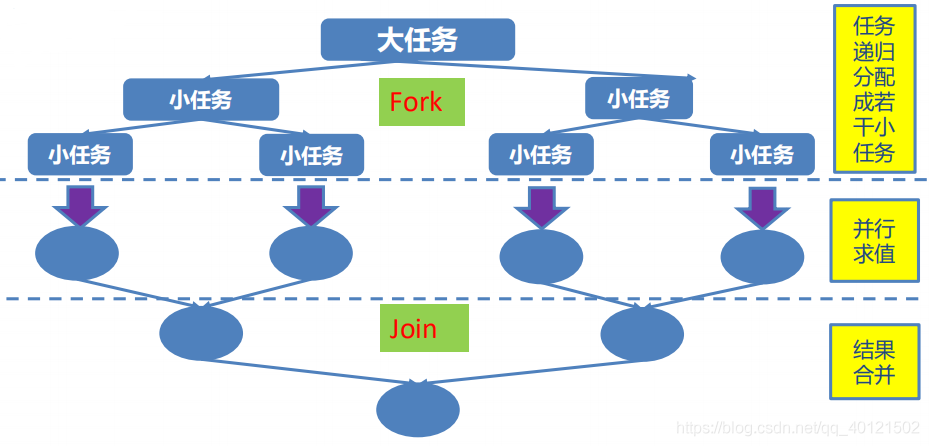 大任务
任务
递归
分配
成若
干小
任务
小任务
Fork
小任务
小任务
小任务
小任务
小任务
并行
求值
Join
结果
合并
https://blog.csdn.net/qq_40121502